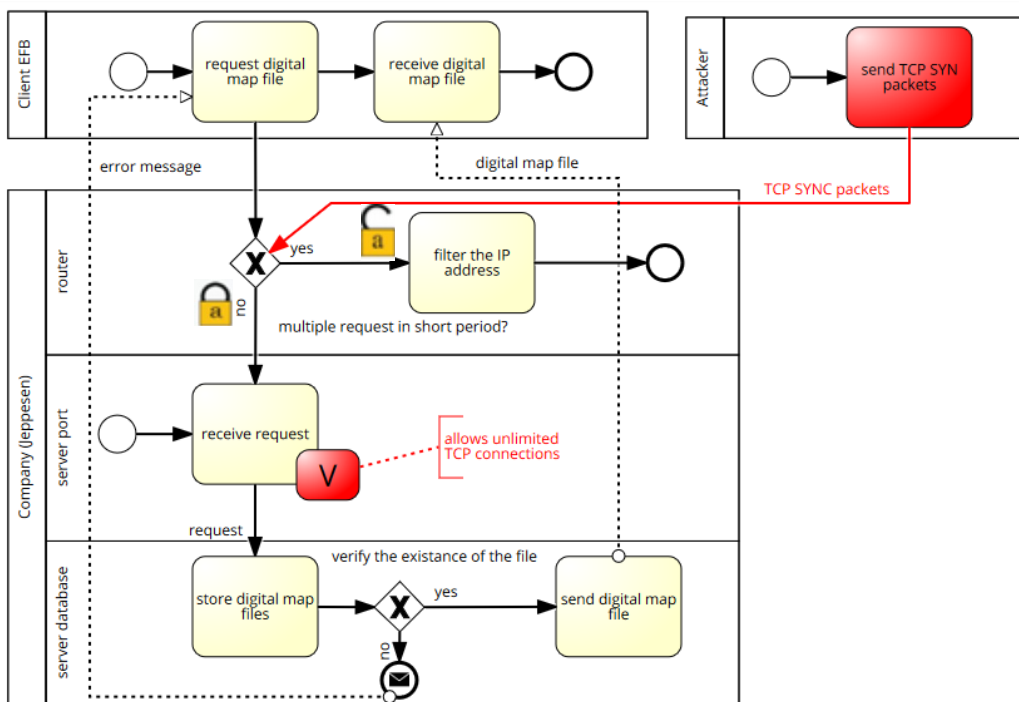 Client EFB
request digital
map file
receive digital
map file
Attacker
send TCP SYN
packets
error message
digital map file
TCP SYNC packets
Company (Jeppesen)
router
a
yes
filter the IP
address
a
no
multiple request in short period?
server port
receive request
V
allows unlimited
TCP connections
request
server database
verify the existance of the file
store digital map
files
yes
send digital map
file
no